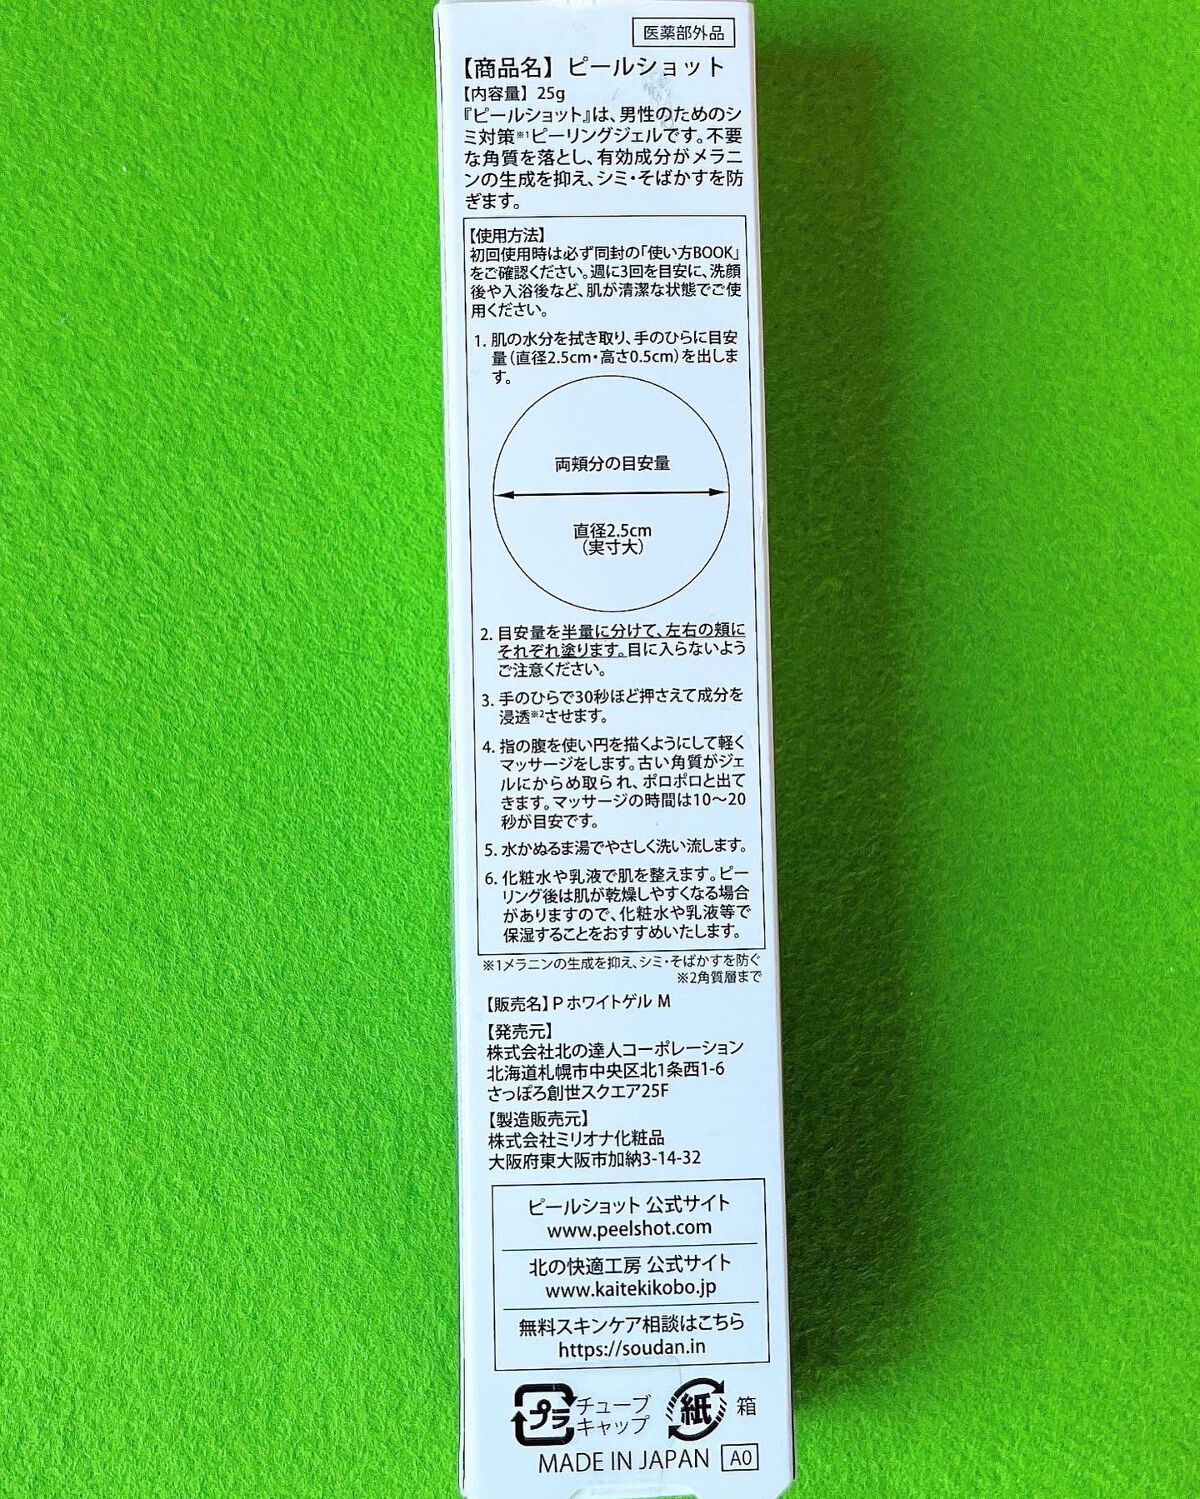 医薬部外品
【商品名】ピールショット
【内容量】25g
『ピールショット』は、男性のためのシ
ミ対策※1ピーリングジェルです。不要
な角質を落とし、有効成分がメラニ
ンの生成を抑え、シミ・そばかすを防
ぎます。
【使用方法】
初回使用時は必ず同封の「使い方BOOK」
をご確認ください。週に3回を目安に、洗顔
後や入浴後など、肌が清潔な状態でご使
用ください。
1. 肌の水分を拭き取り、手のひらに目安
量（直径2.5cm・高さ0.5cm）を出しま
す。
両頬分の目安量
直径2.5cm
（実寸大）
2. 目安量を半量に分けて、左右の頬に
それぞれ塗ります。目に入らないよう
ご注意ください。
3. 手のひらで30秒ほど押さえて成分を
浸透※2させます。
4. 指の腹を使い円を描くようにして軽く
マッサージをします。古い角質がジェ
ルにからめ取られ、ポロポロと出て
きます。マッサージの時間は10～20
秒が目安です。
5. 水かぬるま湯でやさしく洗い流します。
6. 化粧水や乳液で肌を整えます。ピー
リング後は肌が乾燥しやすくなる場合
がありますので、化粧水や乳液等で
保湿することをおすすめいたします。
※1メラニンの生成を抑え、シミ・そばかすを防ぐ
※2角質層まで
【販売名】P ホワイトゲル M
【発売元】
株式会社北の達人コーポレーション
北海道札幌市中央区北1条西1-6
さっぽろ創世スクエア25F
【製造販売元】
株式会社ミリオナ化粧品
大阪府東大阪市加納3-14-32
ピールショット 公式サイト
www.peelshot.com
北の快適工房 公式サイト
www.kaitekikobo.jp
無料スキンケア相談はこちら
https://soudan.in
プラ チューブ
キャップ
紙 箱
MADE IN JAPAN A0